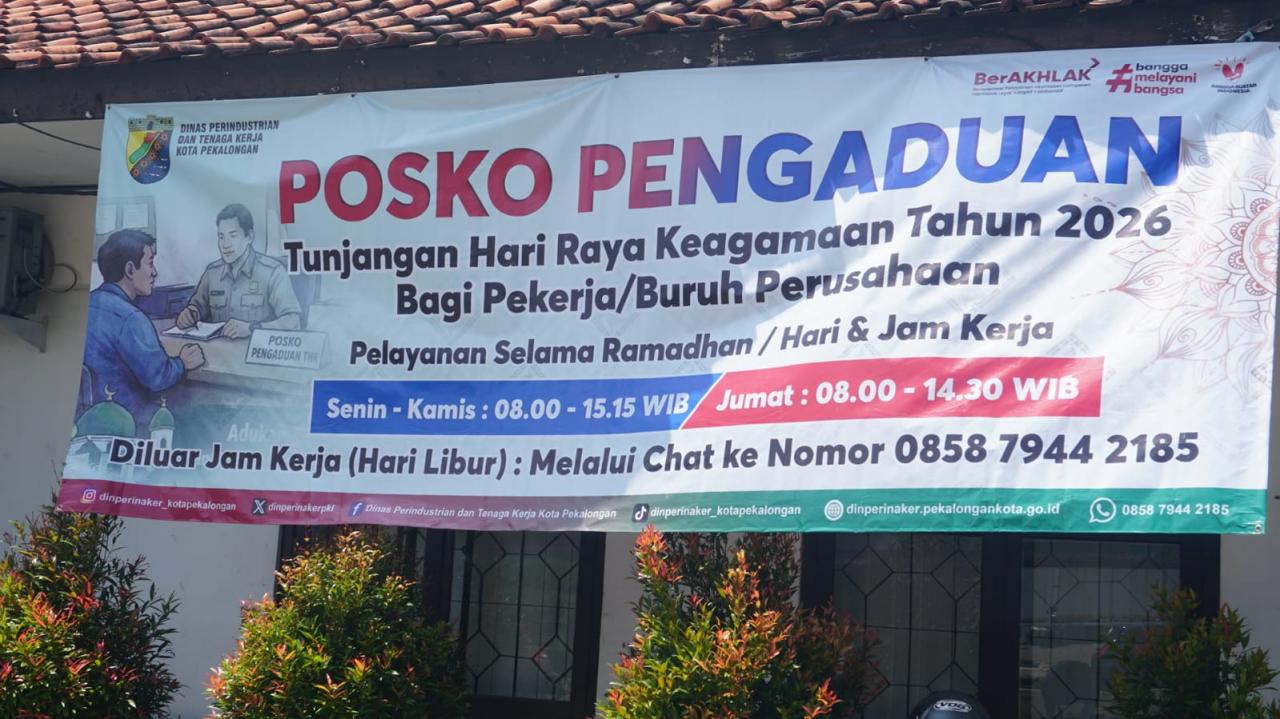 DINAS PERINDUSTRIAN
DAN TENAGA KERJA
KOTA PEKALONGAN
BerAKHLAK
#bangga
melayani
bangsa
POSKO PENGADUAN
Tunjangan Hari Raya Keagamaan Tahun 2026
Bagi Pekerja/Buruh Perusahaan
POSKO
PENGADUAN THR
Pelayanan Selama Ramadhan / Hari & Jam Kerja
Senin - Kamis : 08.00 - 15.15 WIB
Jumat : 08.00 - 14.30 WIB
Diluar Jam Kerja (Hari Libur) : Melalui Chat ke Nomor 0858 7944 2185
dinperinaker_kotapekalongan
dinperinakerpkl
Dinas Perindustrian dan Tenaga Kerja Kota Pekalongan
dinperinaker_kotapekalongan
dinperinaker.pekalongankota.go.id
0858 7944 2185